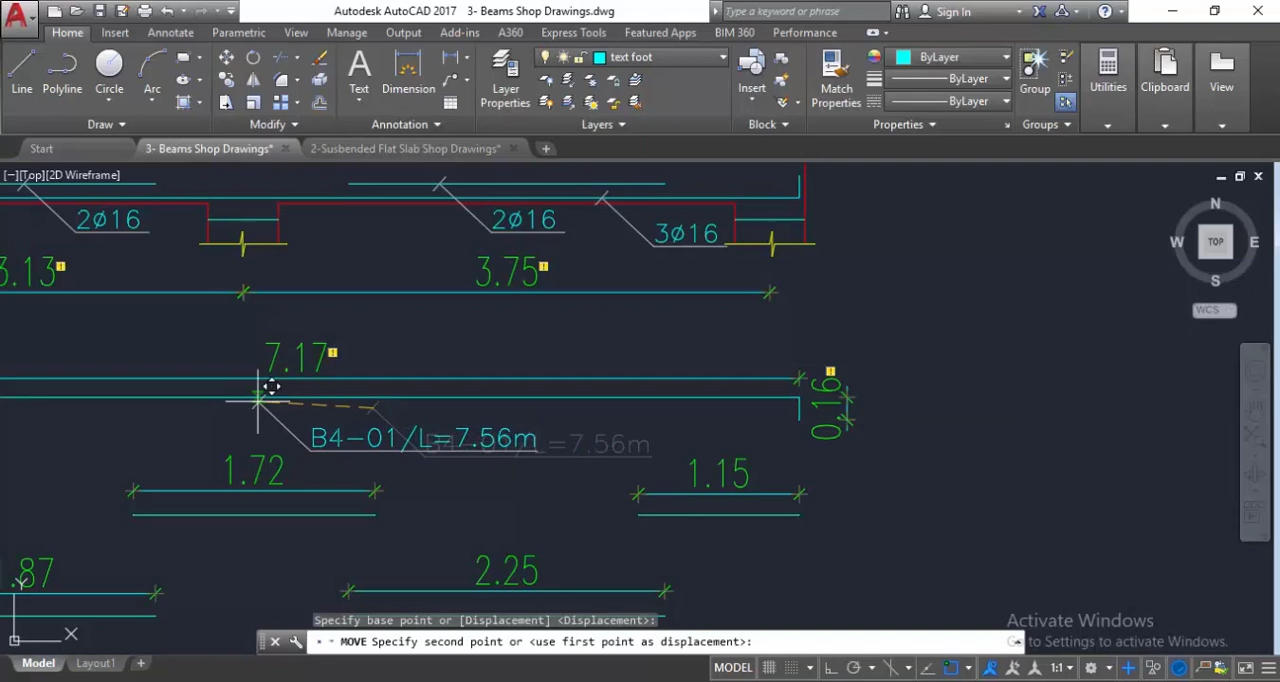 Autodesk AutoCAD 2017 3- Beams Shop Drawings.dwg
Type a keyword or phrase
Sign In
Home Insert Annotate Parametric View Manage Output Add-ins A360 Express Tools Featured Apps BIM 360 Performance
text foot
ByLayer
Line Polyline Circle Arc
Text Dimension
Layer Properties
Insert
Match Properties
ByLayer
ByLayer
Group Utilities Clipboard View
Draw Modify Annotation Layers Block Properties Groups
Start 3- Beams Shop Drawings* 2-Susbended Flat Slab Shop Drawings*
[−][Top][2D Wireframe]
N
W TOP E
S
WCS
2ø16 2ø16 3ø16
3.13 3.75
7.17
0.16
B4-01/L=7.56m
B4-01/L=7.56m
1.72 1.15
.87 2.25
Y
X
Specify base point or [Displacement] <Displacement>:
MOVE Specify second point or <use first point as displacement>:
Activate Windows
to Settings to activate Windows.
Model Layout1
MODEL 1:1